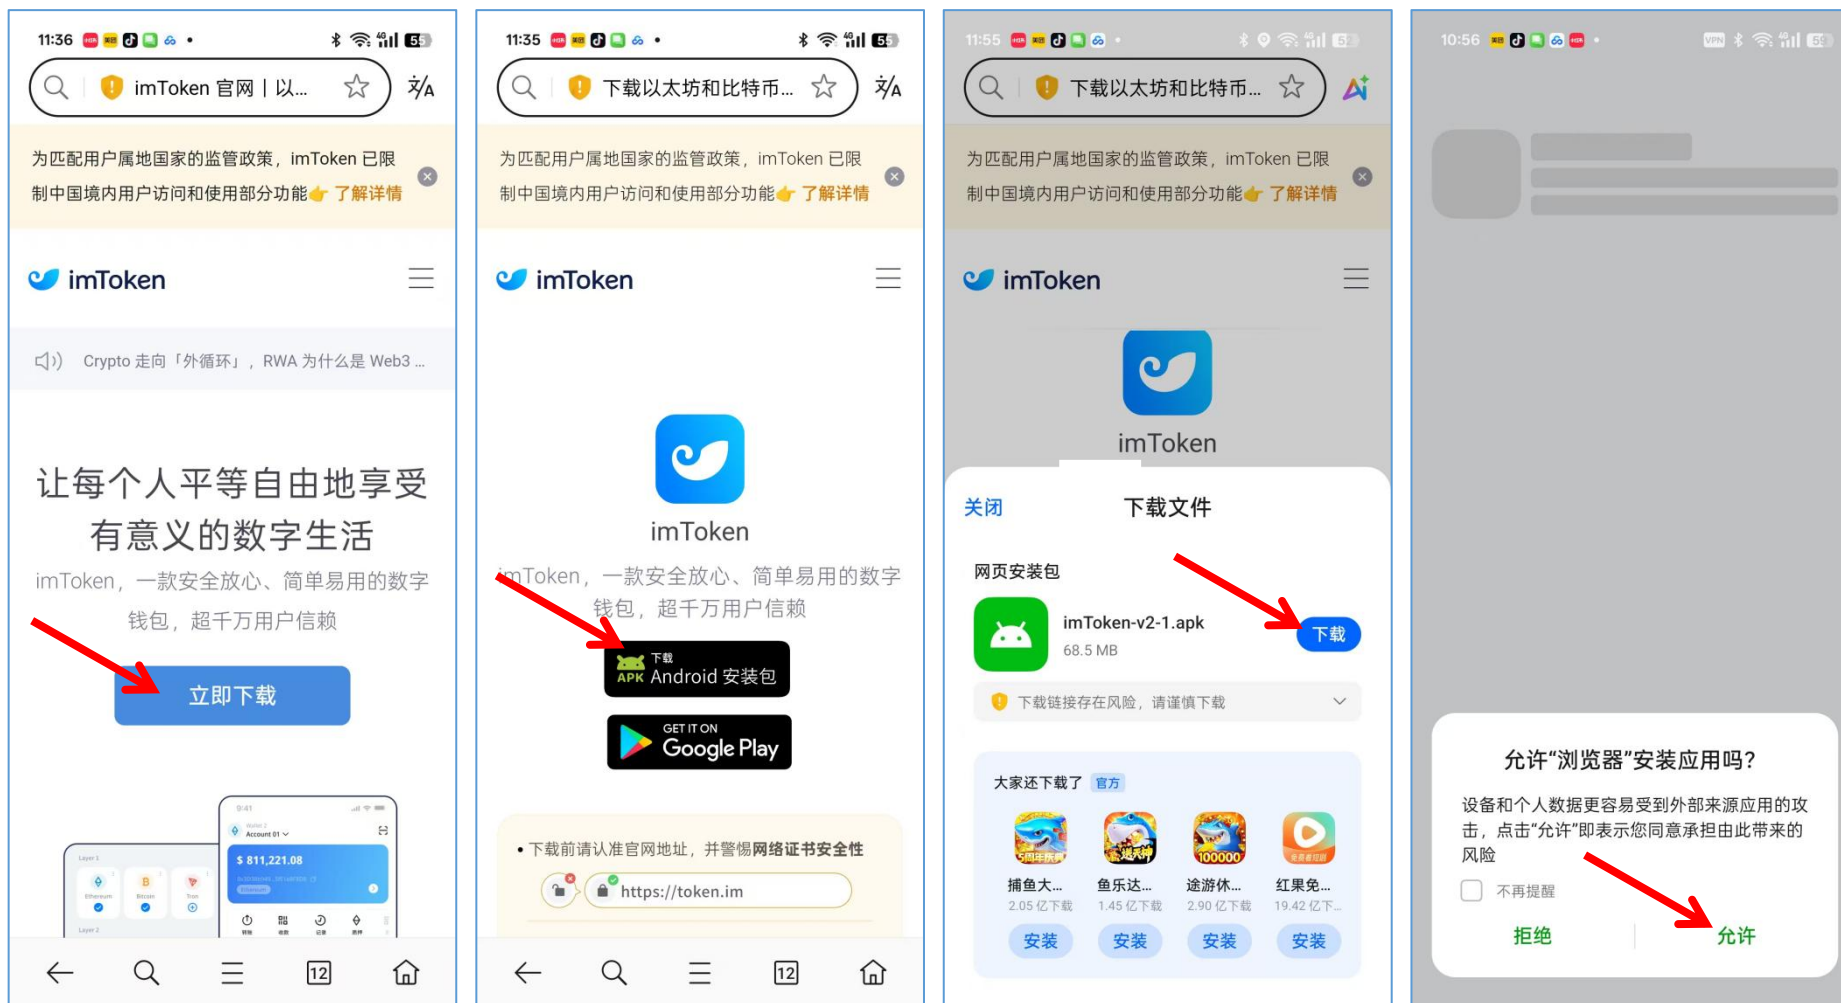 11:36
4G
55
imToken 官网 | 以...
为匹配用户属地国家的监管政策，imToken 已限
制中国境内用户访问和使用部分功能👉 了解详情
imToken
Crypto 走向「外循环」，RWA 为什么是 Web3 ...
让每个人平等自由地享受
有意义的数字生活
imToken，一款安全放心、简单易用的数字
钱包，超千万用户信赖
立即下载
9:41
Account 01
$ 811,221.08
Layer 1
Ethereum
Bitcoin
Tron
Layer 2
12
11:35
4G
55
下载以太坊和比特币...
为匹配用户属地国家的监管政策，imToken 已限
制中国境内用户访问和使用部分功能👉 了解详情
imToken
imToken
imToken，一款安全放心、简单易用的数字
钱包，超千万用户信赖
下载
APK Android 安装包
GET IT ON
Google Play
• 下载前请认准官网地址，并警惕网络证书安全性
https://token.im
12
11:55
下载以太坊和比特币...
为匹配用户属地国家的监管政策，imToken 已限
制中国境内用户访问和使用部分功能👉 了解详情
imToken
imToken
关闭
下载文件
网页安装包
imToken-v2-1.apk
68.5 MB
下载
下载链接存在风险，请谨慎下载
大家还下载了 官方
捕鱼大...
鱼乐达...
途游休...
红果免...
2.05 亿下载
1.45 亿下载
2.90 亿下载
19.42 亿下...
安装
安装
安装
安装
10:56
VPN
允许“浏览器”安装应用吗？
设备和个人数据更容易受到外部来源应用的攻
击，点击“允许”即表示您同意承担由此带来的
风险
不再提醒
拒绝
允许